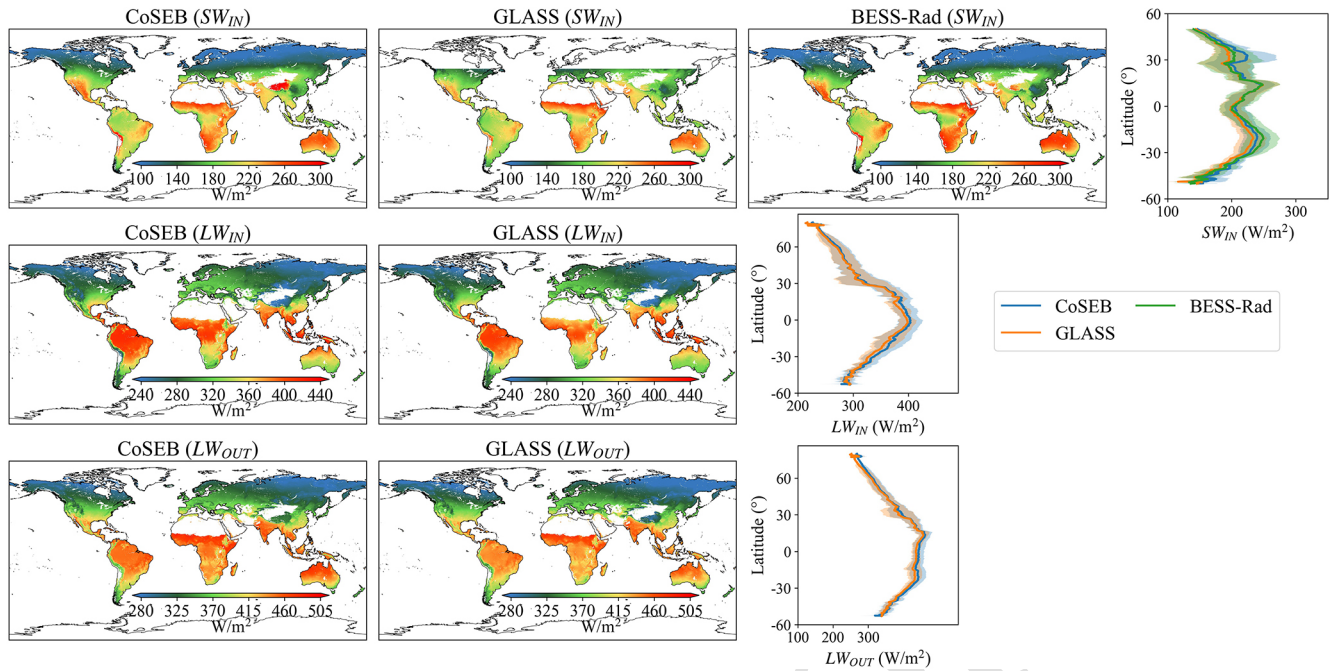 CoSEB (SW_IN)
GLASS (SW_IN)
BESS-Rad (SW_IN)
100 140 180 220 260 300
W/m²
100 140 180 220 260 300
W/m²
100 140 180 220 260 300
W/m²
Latitude (°)
60
30
0
-30
-60
100 200 300
SW_IN (W/m²)
CoSEB (LW_IN)
GLASS (LW_IN)
240 280 320 360 400 440
W/m²
240 280 320 360 400 440
W/m²
Latitude (°)
60
30
0
-30
-60
200 300 400
LW_IN (W/m²)
CoSEB
BESS-Rad
GLASS
CoSEB (LW_OUT)
GLASS (LW_OUT)
280 325 370 415 460 505
W/m²
280 325 370 415 460 505
W/m²
Latitude (°)
60
30
0
-30
-60
100 200 300
LW_OUT (W/m²)